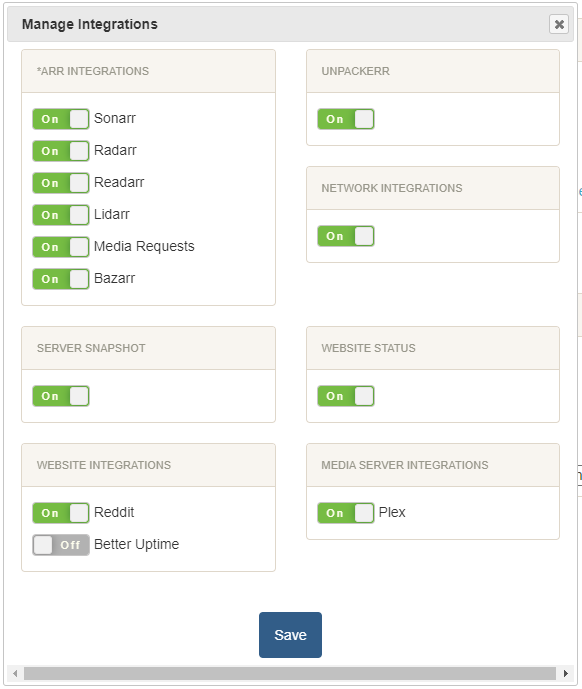 Manage Integrations
*ARR INTEGRATIONS
On Sonarr
On Radarr
On Readarr
On Lidarr
On Media Requests
On Bazarr
UNPACKERR
On
NETWORK INTEGRATIONS
On
SERVER SNAPSHOT
On
WEBSITE STATUS
On
WEBSITE INTEGRATIONS
On Reddit
Off Better Uptime
MEDIA SERVER INTEGRATIONS
On Plex
Save